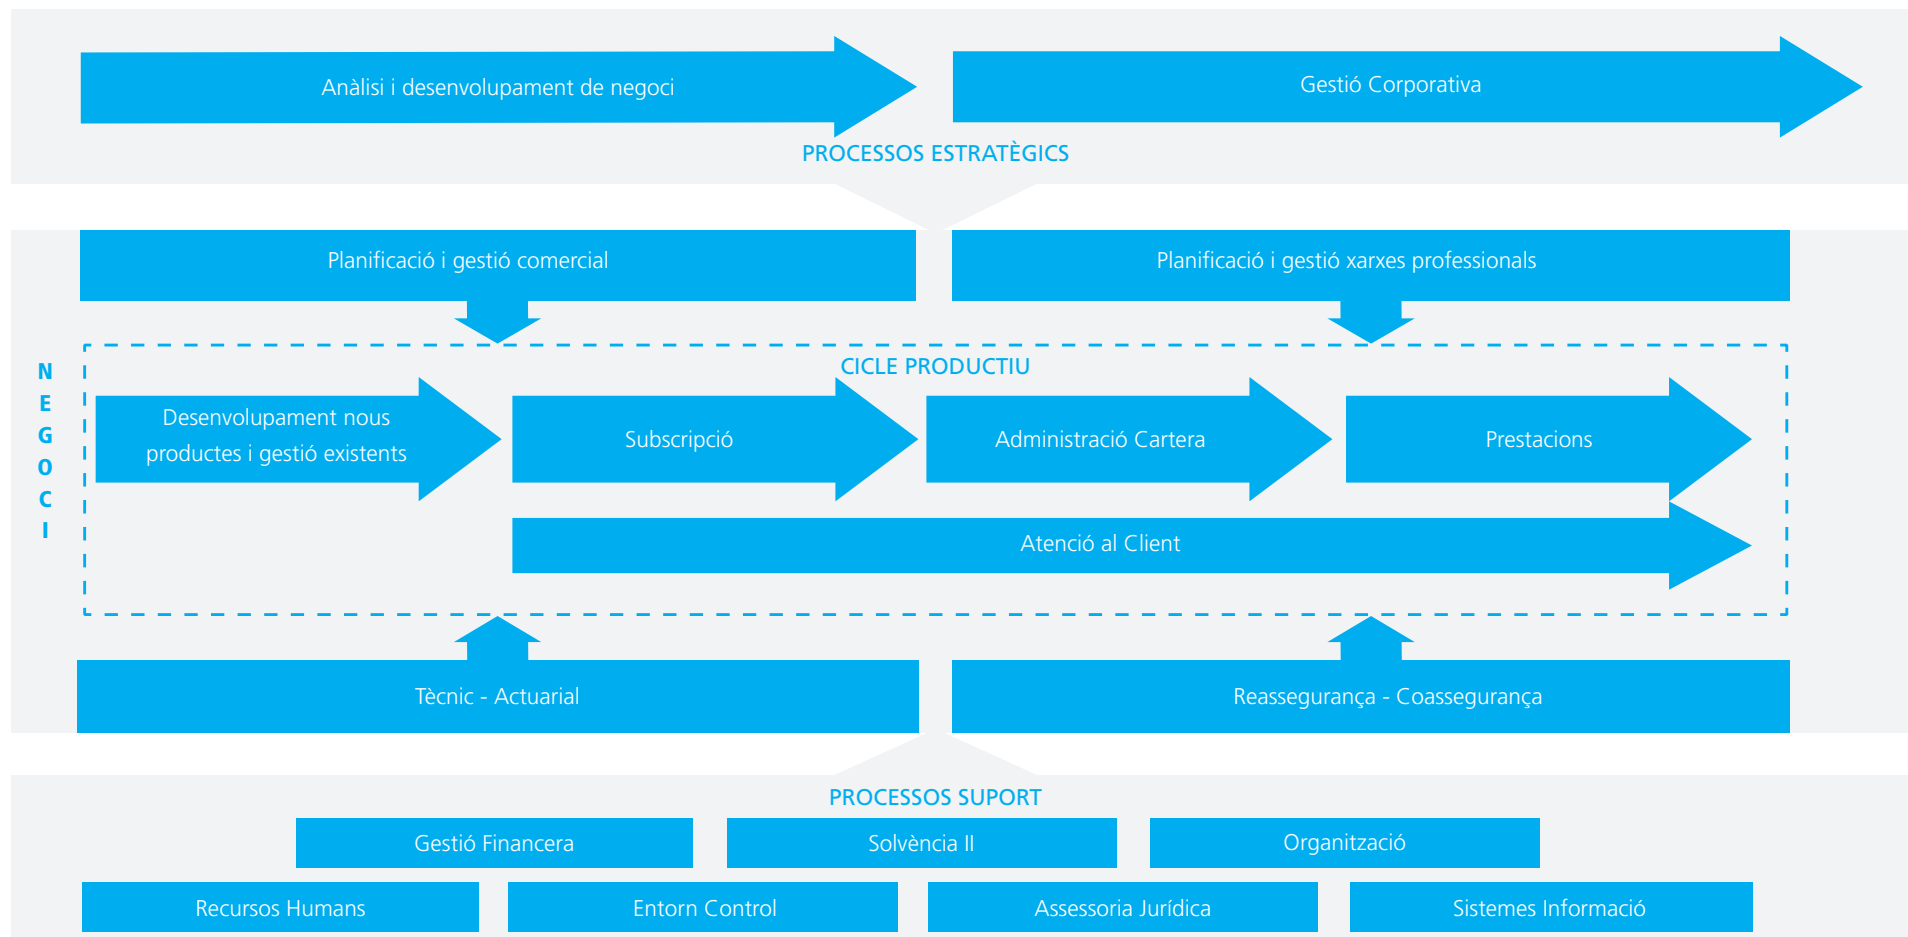 Anàlisi i desenvolupament de negoci
Gestió Corporativa
PROCESSOS ESTRATÈGICS
Planificació i gestió comercial
Planificació i gestió xarxes professionals
NEGOCI
CICLE PRODUCTIU
Desenvolupament nous
productes i gestió existents
Subscripció
Administració Cartera
Prestacions
Atenció al Client
Tècnic - Actuarial
Reassegurança - Coassegurança
PROCESSOS SUPORT
Gestió Financera
Solvència II
Organització
Recursos Humans
Entorn Control
Assessoria Jurídica
Sistemes Informació